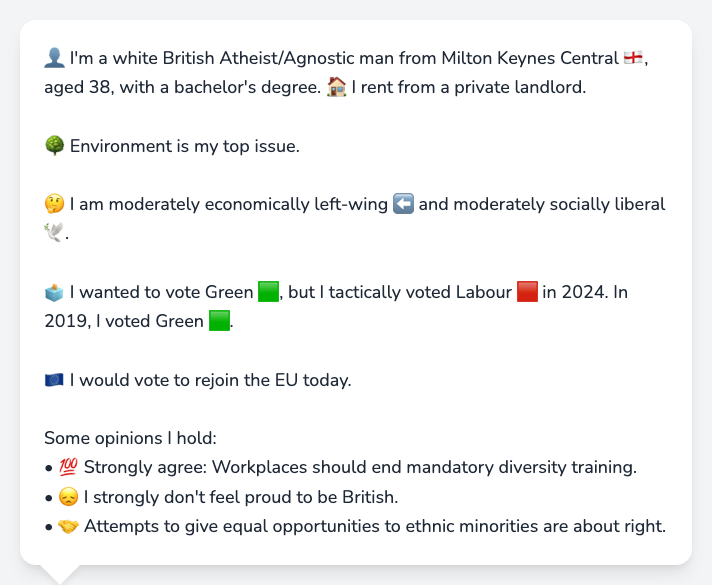 👤 I'm a white British Atheist/Agnostic man from Milton Keynes Central 🏴󠁧󠁢󠁥󠁮󠁧󠁿,
aged 38, with a bachelor's degree. 🏠 I rent from a private landlord.
🌳 Environment is my top issue.
🤔 I am moderately economically left-wing ⬅️ and moderately socially liberal
🕊️.
🗳️ I wanted to vote Green 🟩, but I tactically voted Labour 🟥 in 2024. In
2019, I voted Green 🟩.
🇪🇺 I would vote to rejoin the EU today.
Some opinions I hold:
• 💯 Strongly agree: Workplaces should end mandatory diversity training.
• 😞 I strongly don't feel proud to be British.
• 🤝 Attempts to give equal opportunities to ethnic minorities are about right.